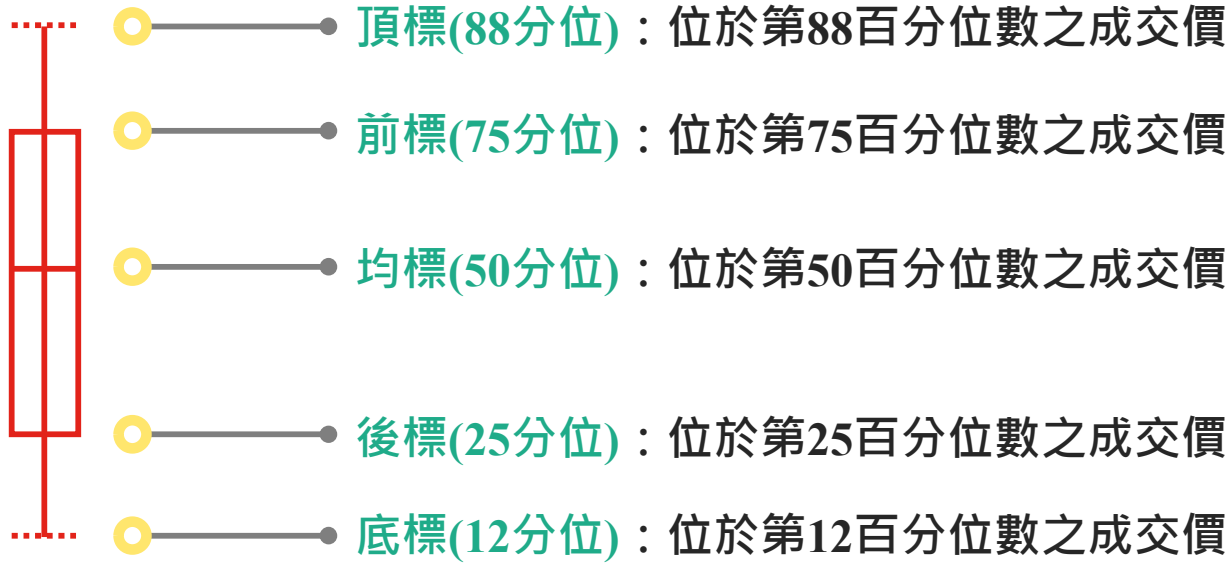 頂標(88分位)：位於第88百分位數之成交價
前標(75分位)：位於第75百分位數之成交價
均標(50分位)：位於第50百分位數之成交價
後標(25分位)：位於第25百分位數之成交價
底標(12分位)：位於第12百分位數之成交價